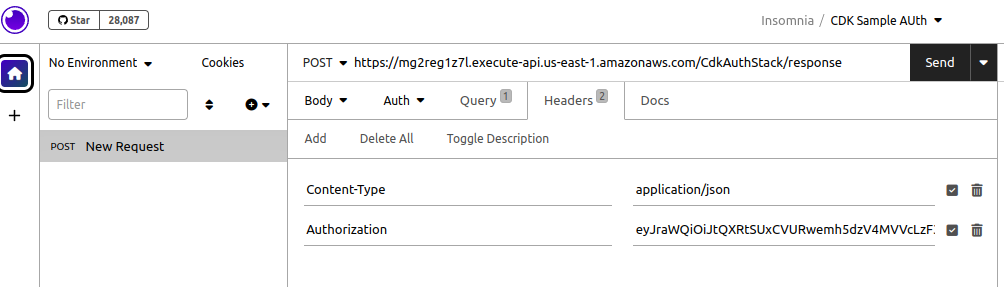 Star 28,087 Insomnia / CDK Sample AUth
No Environment Cookies POST https://mg2reg1z7l.execute-api.us-east-1.amazonaws.com/CdkAuthStack/response Send
Filter Body Auth Query 1 Headers 2 Docs
Add Delete All Toggle Description
POST New Request
Content-Type application/json
Authorization